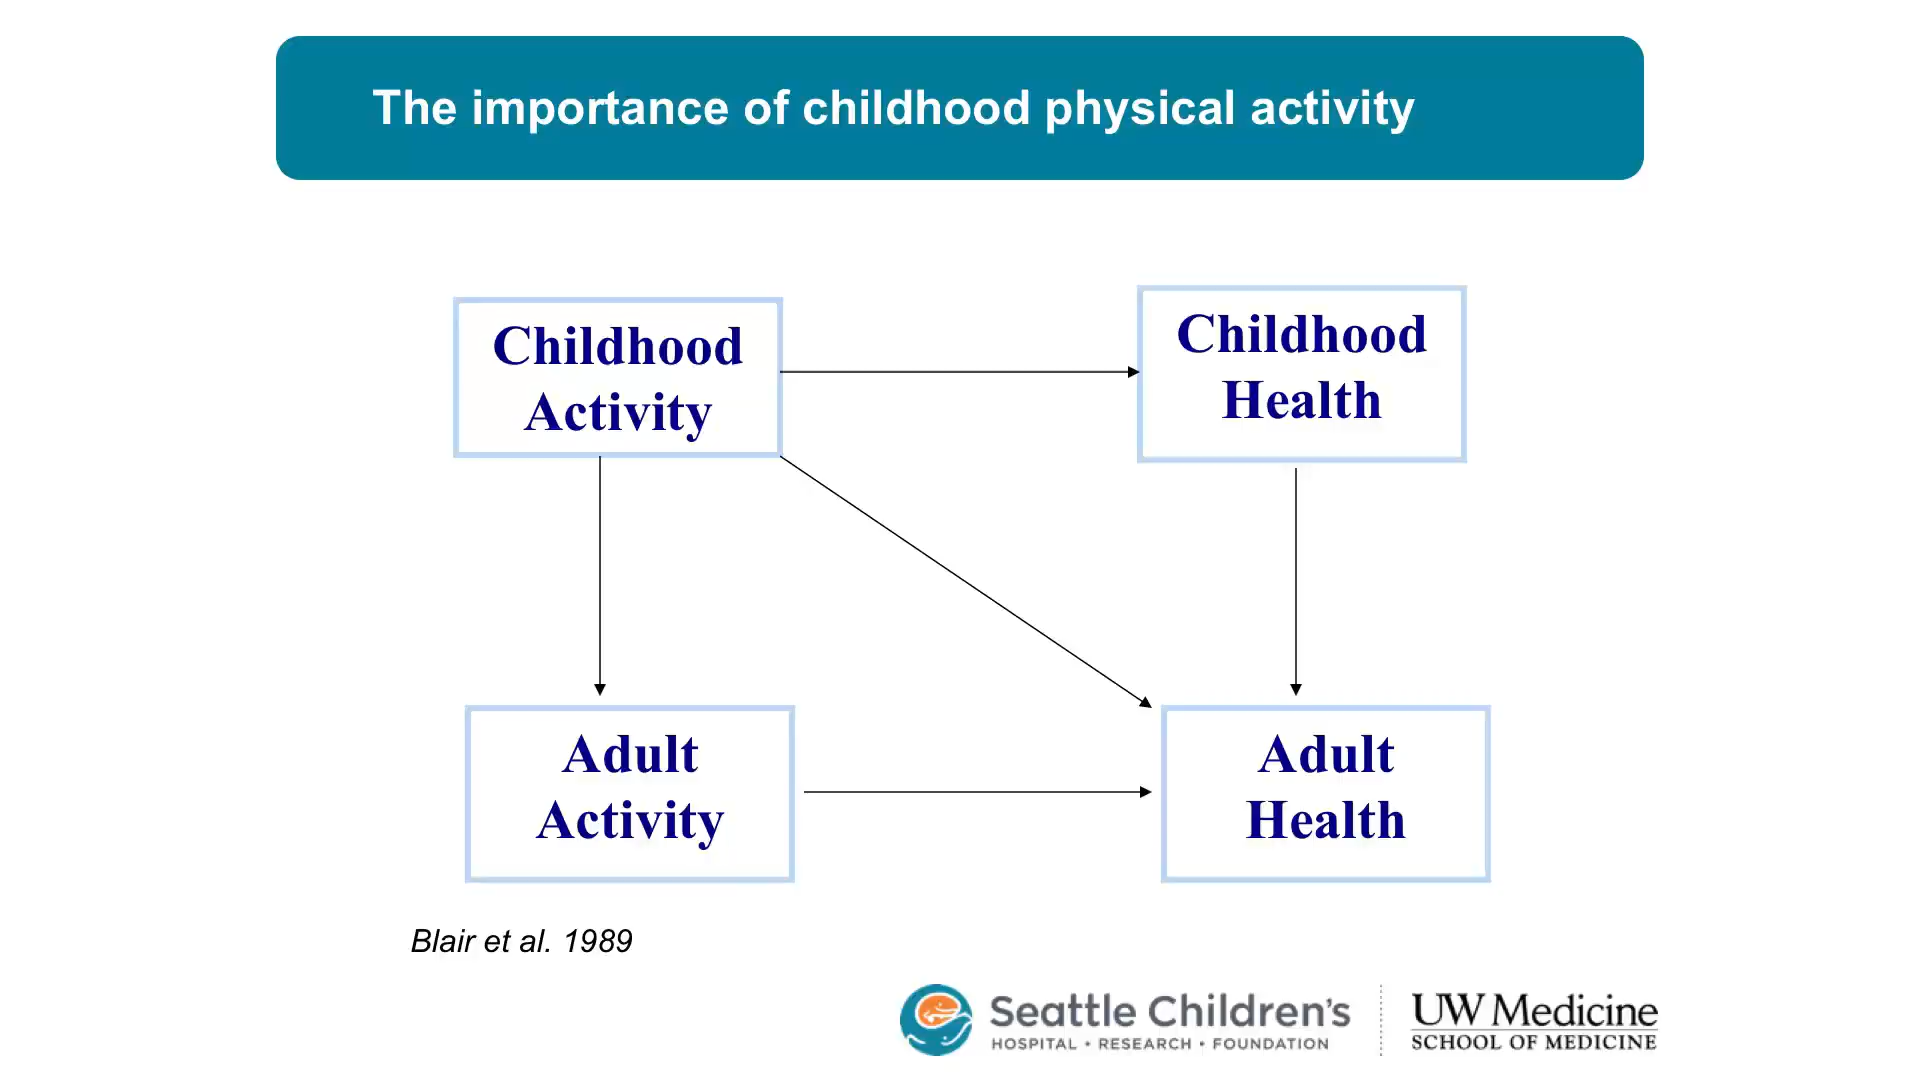 The importance of childhood physical activity
Childhood
Activity
Childhood
Health
Adult
Activity
Adult
Health
Blair et al. 1989
Seattle Children's
HOSPITAL • RESEARCH • FOUNDATION
UW Medicine
SCHOOL OF MEDICINE